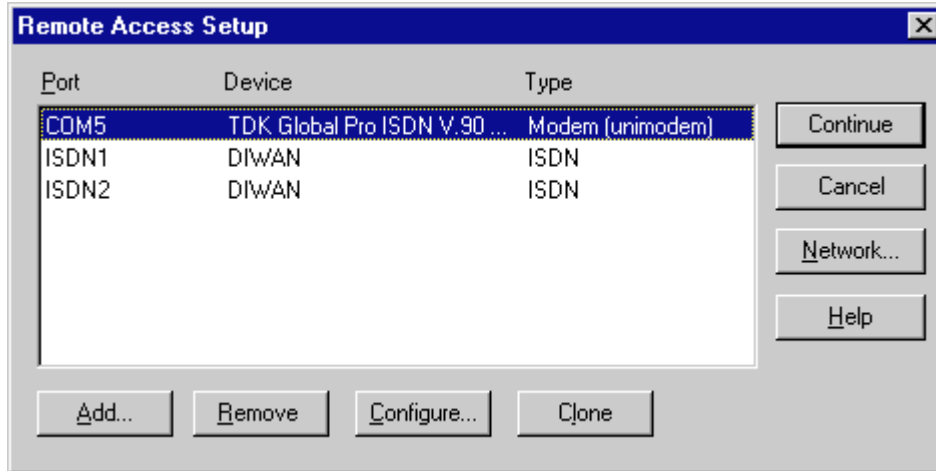 Remote Access Setup
Port Device Type
COM5 TDK Global Pro ISDN V.90 ... Modem (unimodem)
ISDN1 DIWAN ISDN
ISDN2 DIWAN ISDN
Continue
Cancel
Network...
Help
Add... Remove Configure... Clone